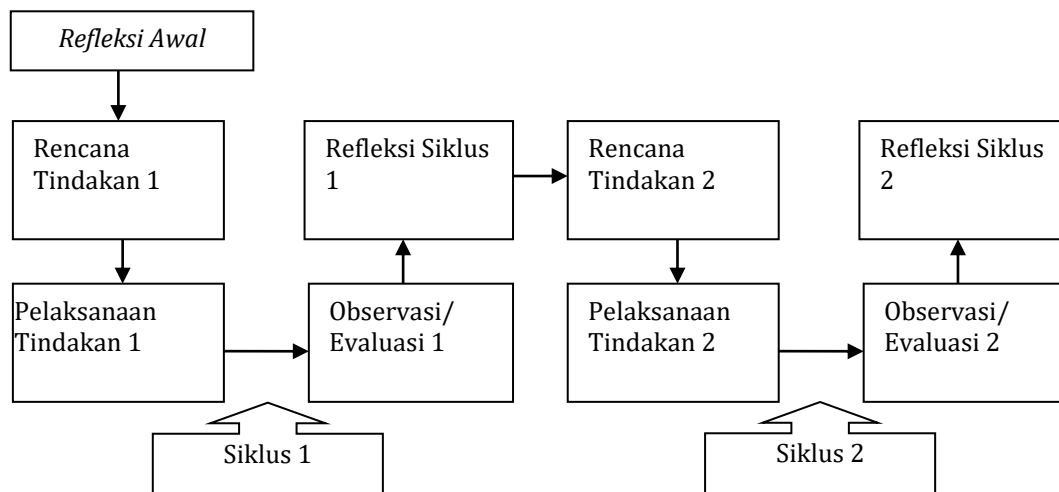 Refleksi Awal
Rencana
Tindakan 1
Refleksi Siklus
1
Rencana
Tindakan 2
Refleksi Siklus
2
Pelaksanaan
Tindakan 1
Observasi/
Evaluasi 1
Pelaksanaan
Tindakan 2
Observasi/
Evaluasi 2
Siklus 1
Siklus 2